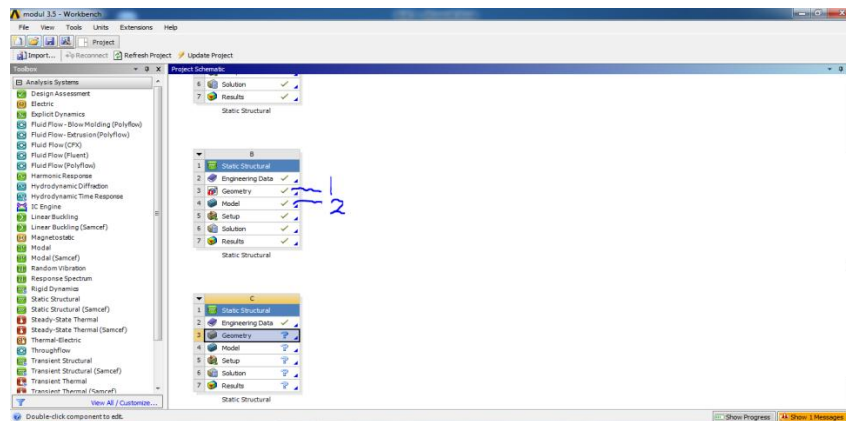 modul 3.5 - Workbench
File View Tools Units Extensions Help
Project
Import... Reconnect Refresh Project Update Project
Toolbox
Project Schematic
Analysis Systems
Design Assessment
Electric
Explicit Dynamics
Fluid Flow - Blow Molding (Polyflow)
Fluid Flow - Extrusion (Polyflow)
Fluid Flow (CFX)
Fluid Flow (Fluent)
Fluid Flow (Polyflow)
Harmonic Response
Hydrodynamic Diffraction
Hydrodynamic Time Response
IC Engine
Linear Buckling
Linear Buckling (Samcef)
Magnetostatic
Modal
Modal (Samcef)
Random Vibration
Response Spectrum
Rigid Dynamics
Static Structural
Static Structural (Samcef)
Steady-State Thermal
Steady-State Thermal (Samcef)
Thermal-Electric
Throughflow
Transient Structural
Transient Structural (Samcef)
Transient Thermal
Transient Thermal (Samcef)
View All / Customize...
6 Solution
7 Results
Static Structural
B
1 Static Structural
2 Engineering Data
3 Geometry 1
4 Model 2
5 Setup
6 Solution
7 Results
Static Structural
C
1 Static Structural
2 Engineering Data
3 Geometry
4 Model
5 Setup
6 Solution
7 Results
Static Structural
Double-click component to edit.
Show Progress Show 1 Messages